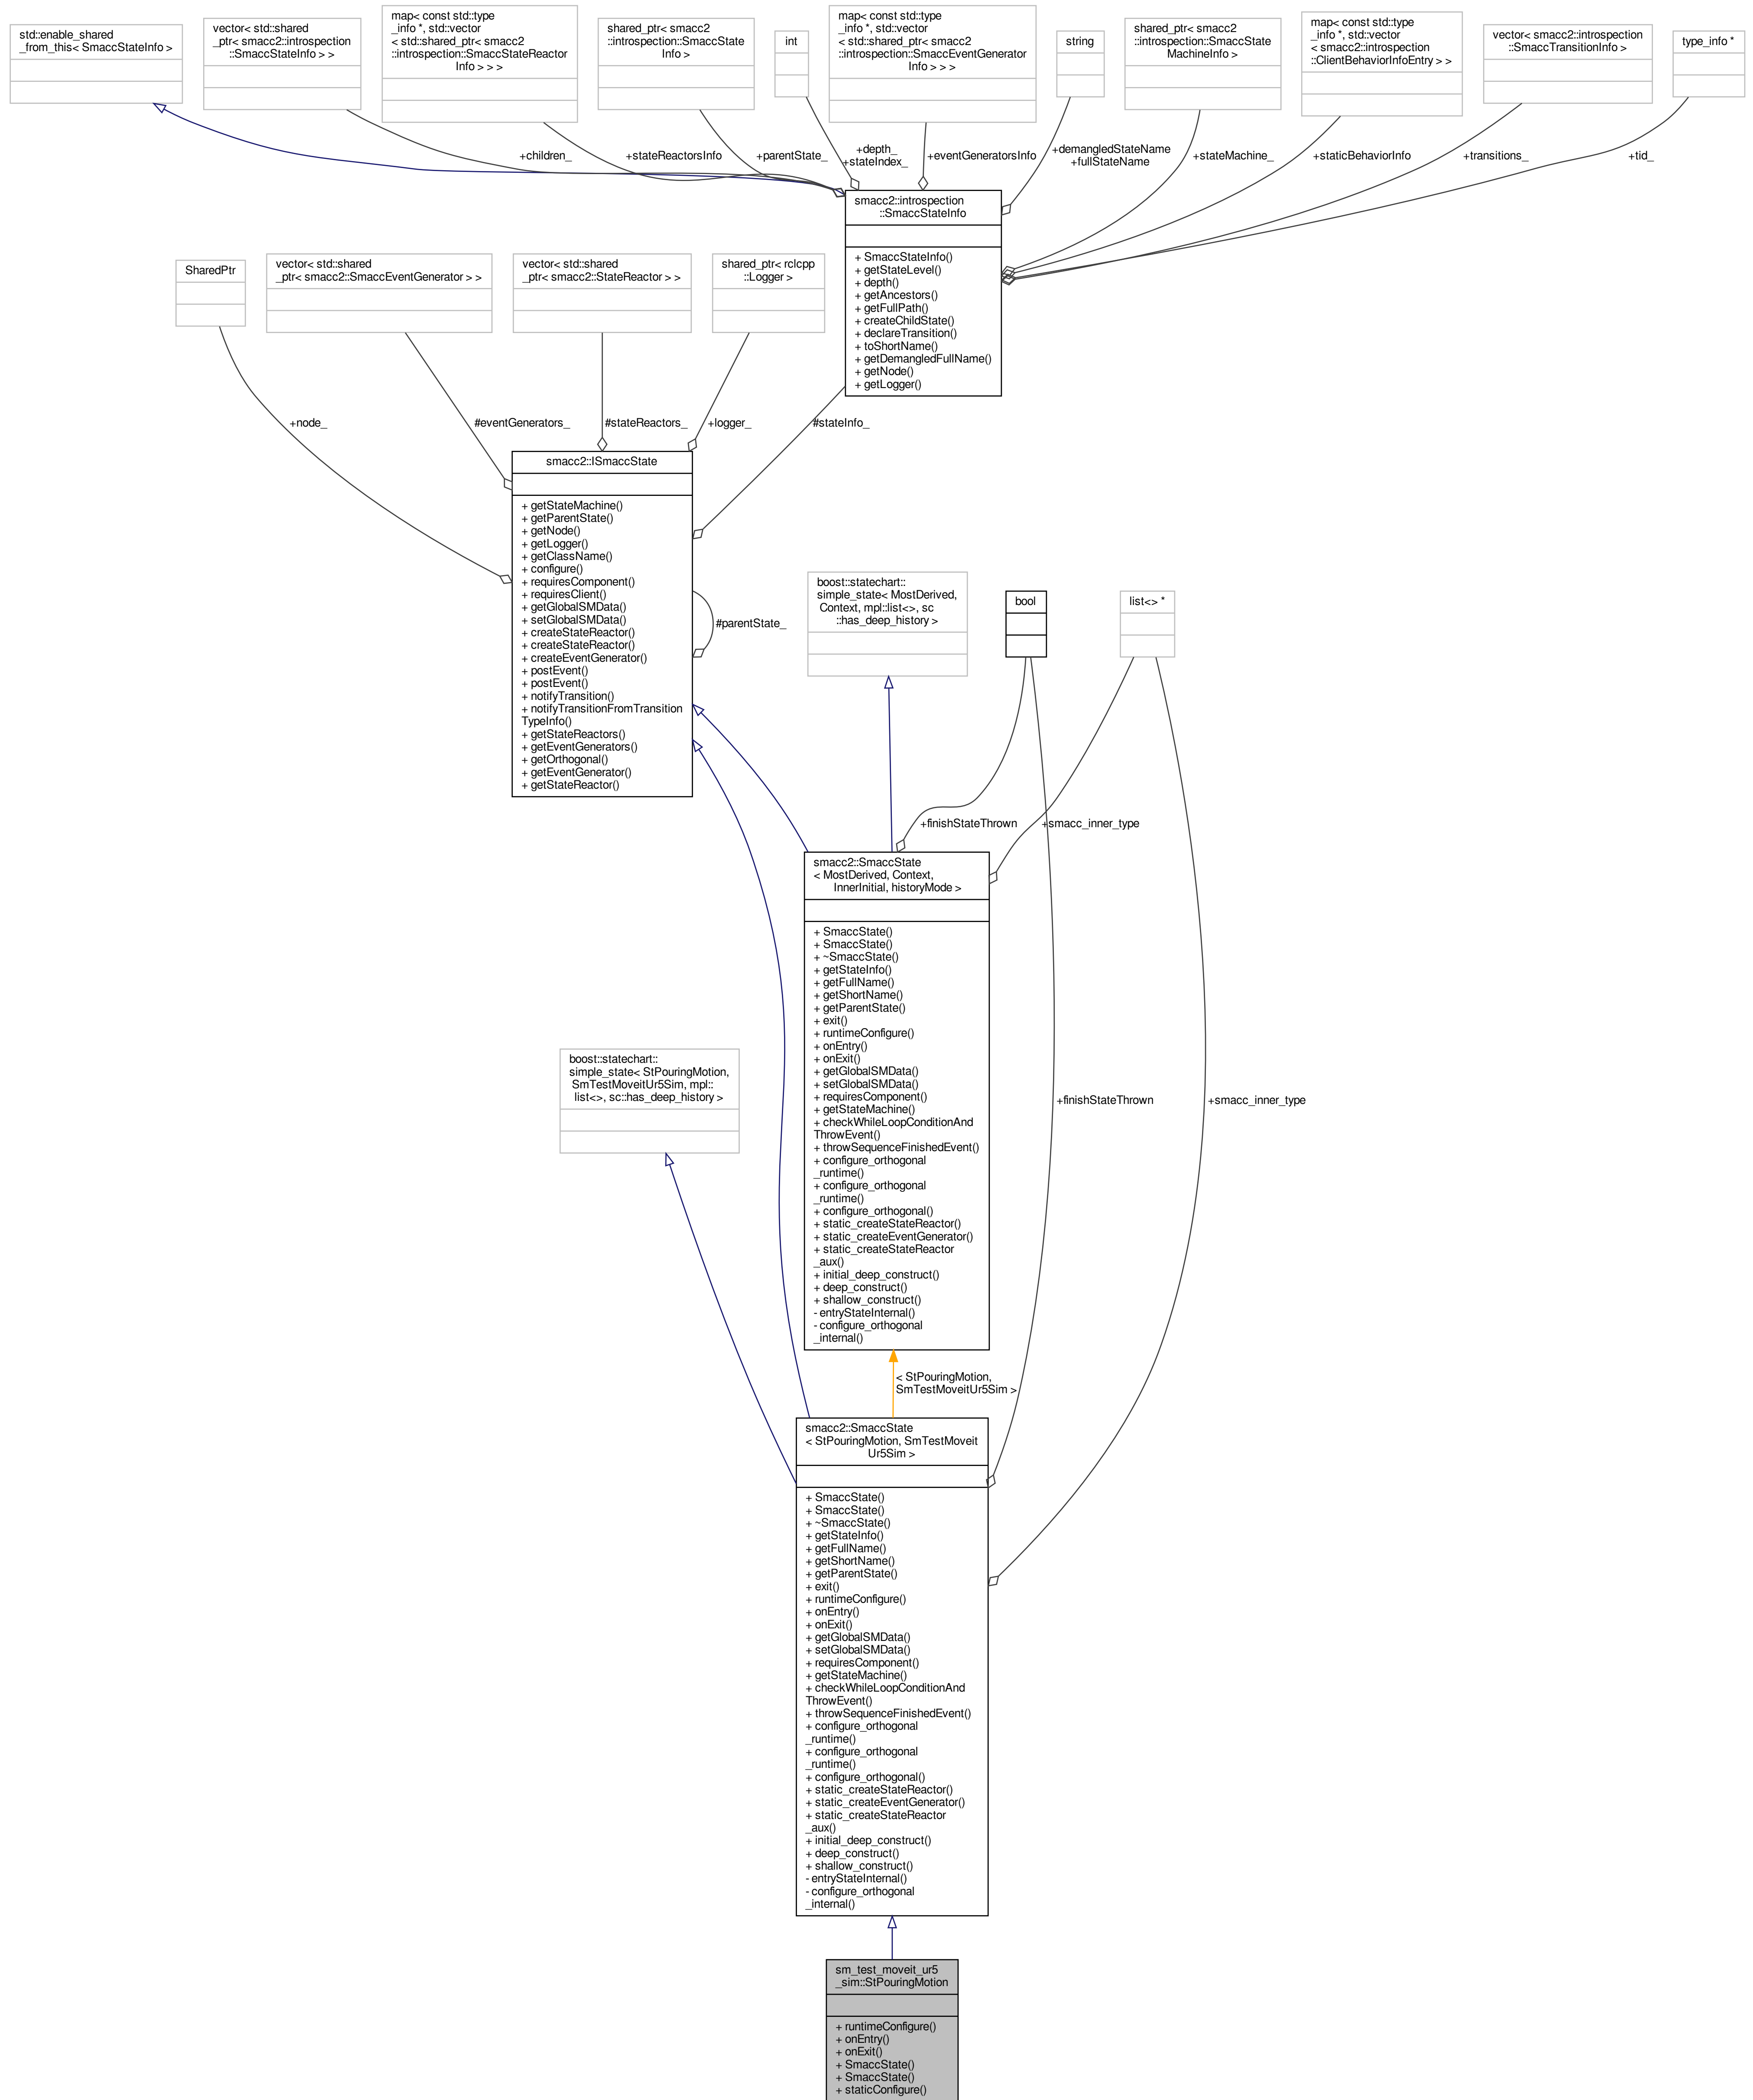 std::enable_shared
_from_this< SmaccStateInfo >
vector< std::shared
_ptr< smacc2::introspection
::SmaccStateInfo > >
map< const std::type
_info *, std::vector
< std::shared_ptr< smacc2
::introspection::SmaccStateReactor
Info > > >
shared_ptr< smacc2
::introspection::SmaccState
Info >
int
map< const std::type
_info *, std::vector
< std::shared_ptr< smacc2
::introspection::SmaccEventGenerator
Info > > >
string
shared_ptr< smacc2
::introspection::SmaccState
MachineInfo >
map< const std::type
_info *, std::vector
< smacc2::introspection
::ClientBehaviorInfoEntry > >
vector< smacc2::introspection
::SmaccTransitionInfo >
type_info *
+children_
+stateReactorsInfo
+parentState_
+depth_
+stateIndex_
+eventGeneratorsInfo
+demangledStateName
+fullStateName
+stateMachine_
+staticBehaviorInfo
+transitions_
+tid_
smacc2::introspection
::SmaccStateInfo
+ SmaccStateInfo()
+ getStateLevel()
+ depth()
+ getAncestors()
+ getFullPath()
+ createChildState()
+ declareTransition()
+ toShortName()
+ getDemangledFullName()
+ getNode()
+ getLogger()
SharedPtr
vector< std::shared
_ptr< smacc2::SmaccEventGenerator > >
vector< std::shared
_ptr< smacc2::StateReactor > >
shared_ptr< rclcpp
::Logger >
+node_
#eventGenerators_
#stateReactors_
+logger_
#stateInfo_
smacc2::ISmaccState
+ getStateMachine()
+ getParentState()
+ getNode()
+ getLogger()
+ getClassName()
+ configure()
+ requiresComponent()
+ requiresClient()
+ getGlobalSMData()
+ setGlobalSMData()
+ createStateReactor()
+ createStateReactor()
+ createEventGenerator()
+ postEvent()
+ postEvent()
+ notifyTransition()
+ notifyTransitionFromTransition
TypeInfo()
+ getStateReactors()
+ getEventGenerators()
+ getOrthogonal()
+ getEventGenerator()
+ getStateReactor()
#parentState_
boost::statechart::
simple_state< MostDerived,
Context, mpl::list<>, sc
::has_deep_history >
bool
list<> *
+finishStateThrown
+smacc_inner_type
smacc2::SmaccState
< MostDerived, Context,
InnerInitial, historyMode >
+ SmaccState()
+ SmaccState()
+ ~SmaccState()
+ getStateInfo()
+ getFullName()
+ getShortName()
+ getParentState()
+ exit()
+ runtimeConfigure()
+ onEntry()
+ onExit()
+ getGlobalSMData()
+ setGlobalSMData()
+ requiresComponent()
+ getStateMachine()
+ checkWhileLoopConditionAnd
ThrowEvent()
+ throwSequenceFinishedEvent()
+ configure_orthogonal
_runtime()
+ configure_orthogonal
_runtime()
+ configure_orthogonal()
+ static_createStateReactor()
+ static_createEventGenerator()
+ static_createStateReactor
_aux()
+ initial_deep_construct()
+ deep_construct()
+ shallow_construct()
- entryStateInternal()
- configure_orthogonal
_internal()
boost::statechart::
simple_state< StPouringMotion,
SmTestMoveitUr5Sim, mpl::
list<>, sc::has_deep_history >
+finishStateThrown
+smacc_inner_type
< StPouringMotion,
SmTestMoveitUr5Sim >
smacc2::SmaccState
< StPouringMotion, SmTestMoveit
Ur5Sim >
+ SmaccState()
+ SmaccState()
+ ~SmaccState()
+ getStateInfo()
+ getFullName()
+ getShortName()
+ getParentState()
+ exit()
+ runtimeConfigure()
+ onEntry()
+ onExit()
+ getGlobalSMData()
+ setGlobalSMData()
+ requiresComponent()
+ getStateMachine()
+ checkWhileLoopConditionAnd
ThrowEvent()
+ throwSequenceFinishedEvent()
+ configure_orthogonal
_runtime()
+ configure_orthogonal
_runtime()
+ configure_orthogonal()
+ static_createStateReactor()
+ static_createEventGenerator()
+ static_createStateReactor
_aux()
+ initial_deep_construct()
+ deep_construct()
+ shallow_construct()
- entryStateInternal()
- configure_orthogonal
_internal()
sm_test_moveit_ur5
_sim::StPouringMotion
+ runtimeConfigure()
+ onEntry()
+ onExit()
+ SmaccState()
+ SmaccState()
+ staticConfigure()